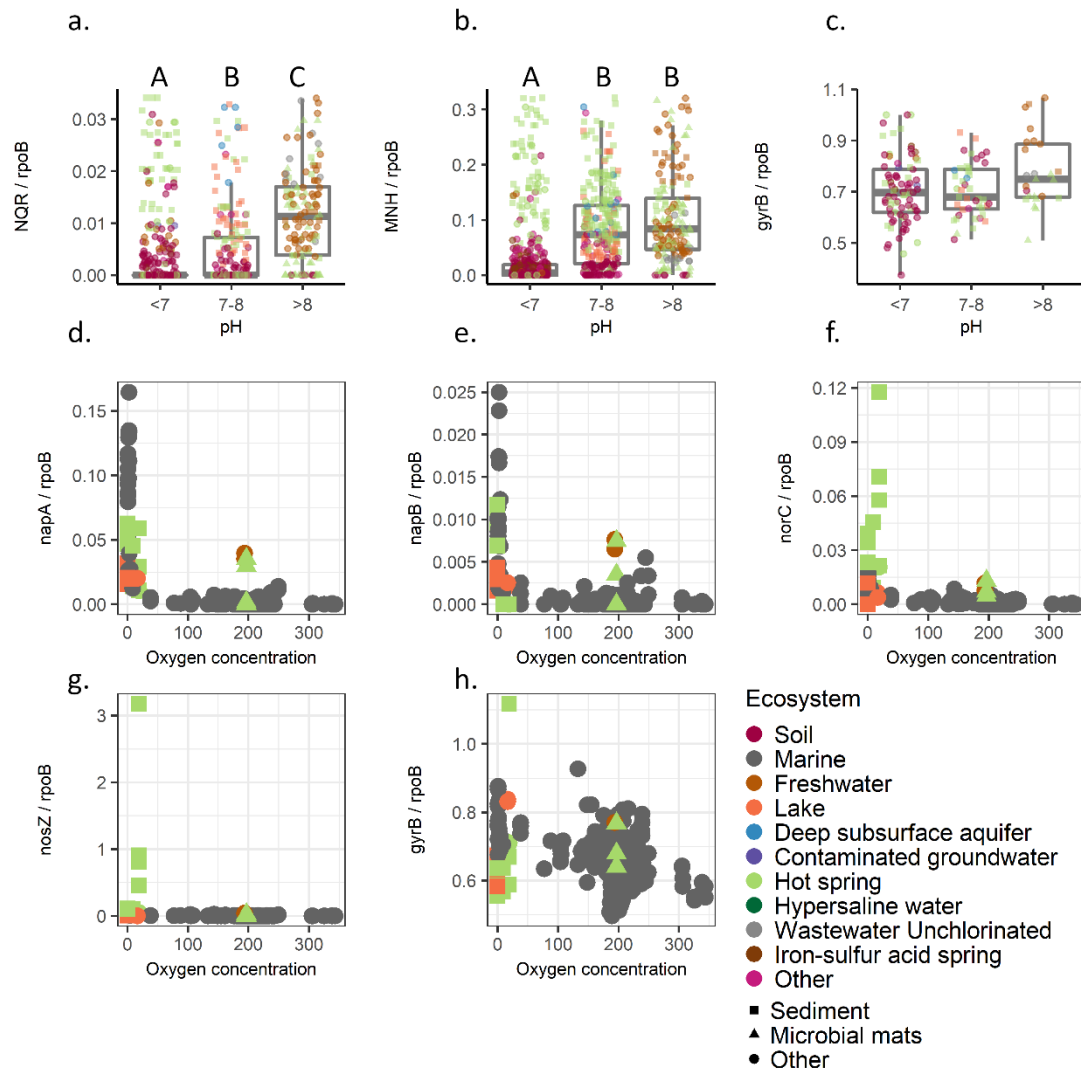 a.
b.
c.
A B C
0.03
0.02
0.01
0.00
NQR / rpoB
<7 7-8 >8
pH
A B B
0.3
0.2
0.1
0.0
MNH / rpoB
<7 7-8 >8
pH
1.1
0.9
0.7
0.5
gyrB / rpoB
<7 7-8 >8
pH
d.
e.
f.
0.15
0.10
0.05
0.00
napA / rpoB
0 100 200 300
Oxygen concentration
0.025
0.020
0.015
0.010
0.005
0.000
napB / rpoB
0 100 200 300
Oxygen concentration
0.12
0.09
0.06
0.03
0.00
norC / rpoB
0 100 200 300
Oxygen concentration
g.
h.
3
2
1
0
nosZ / rpoB
0 100 200 300
Oxygen concentration
1.0
0.8
0.6
gyrB / rpoB
0 100 200 300
Oxygen concentration
Ecosystem
Soil
Marine
Freshwater
Lake
Deep subsurface aquifer
Contaminated groundwater
Hot spring
Hypersaline water
Wastewater Unchlorinated
Iron-sulfur acid spring
Other
Sediment
Microbial mats
Other